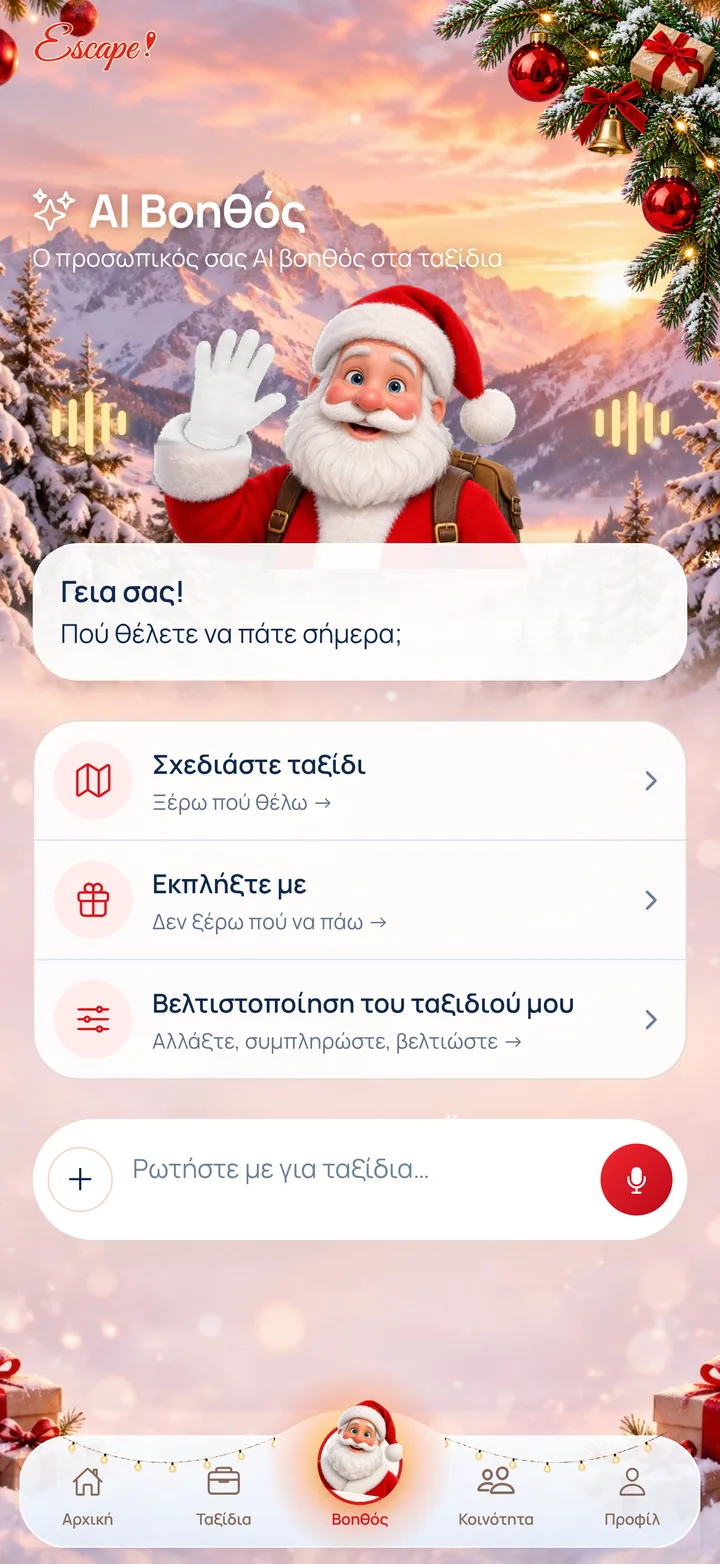 Escape!
AI Βοηθός
Ο προσωπικός σας AI βοηθός στα ταξίδια
Γεια σας!
Πού θέλετε να πάτε σήμερα;
Σχεδιάστε ταξίδι
Ξέρω πού θέλω →
Εκπλήξτε με
Δεν ξέρω πού να πάω →
Βελτιστοποίηση του ταξιδιού μου
Αλλάξτε, συμπληρώστε, βελτιώστε →
Ρωτήστε με για ταξίδια...
Αρχική
Ταξίδια
Βοηθός
Κοινότητα
Προφίλ